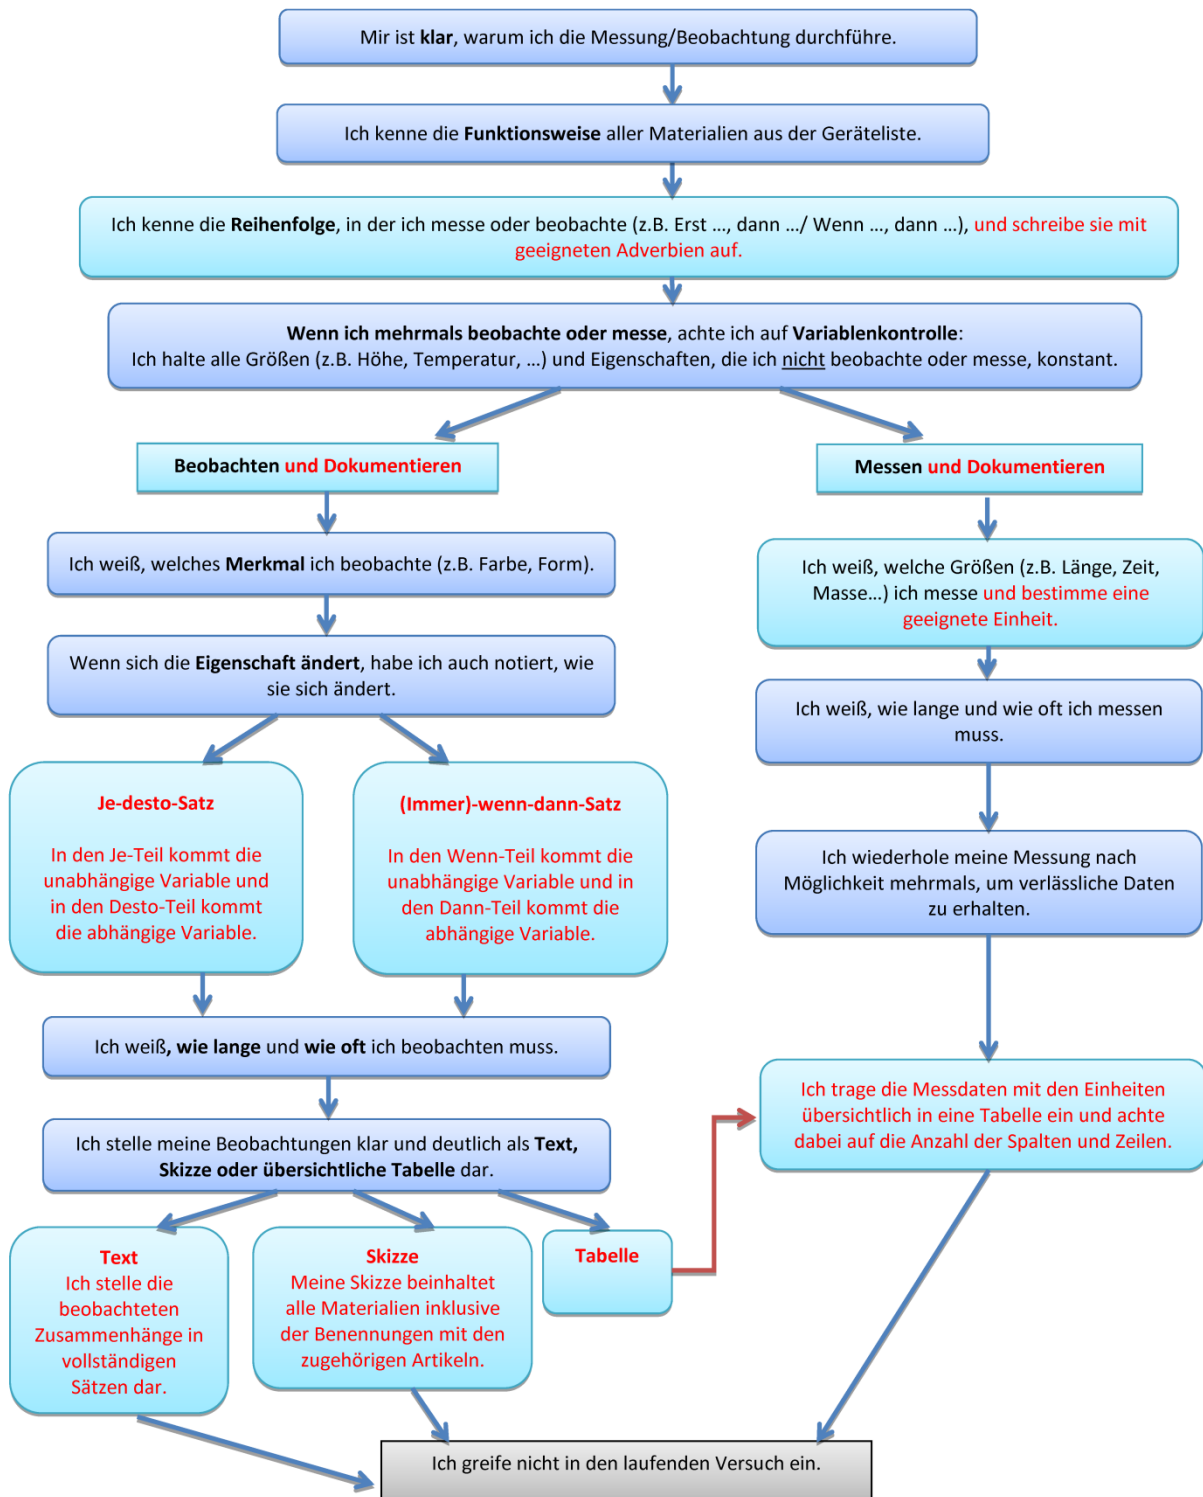 Mir ist klar, warum ich die Messung/Beobachtung durchführe.
Ich kenne die Funktionsweise aller Materialien aus der Geräteliste.
Ich kenne die Reihenfolge, in der ich messe oder beobachte (z.B. Erst ..., dann .../ Wenn ..., dann ...), und schreibe sie mit
geeigneten Adverbien auf.
Wenn ich mehrmals beobachte oder messe, achte ich auf Variablenkontrolle:
Ich halte alle Größen (z.B. Höhe, Temperatur, ...) und Eigenschaften, die ich nicht beobachte oder messe, konstant.
Beobachten und Dokumentieren
Ich weiß, welches Merkmal ich beobachte (z.B. Farbe, Form).
Wenn sich die Eigenschaft ändert, habe ich auch notiert, wie
sie sich ändert.
Je-desto-Satz
In den Je-Teil kommt die
unabhängige Variable und
in den Desto-Teil kommt
die abhängige Variable.
(Immer)-wenn-dann-Satz
In den Wenn-Teil kommt die
unabhängige Variable und in
den Dann-Teil kommt die
abhängige Variable.
Ich weiß, wie lange und wie oft ich beobachten muss.
Ich stelle meine Beobachtungen klar und deutlich als Text,
Skizze oder übersichtliche Tabelle dar.
Text
Ich stelle die
beobachteten
Zusammenhänge in
vollständigen
Sätzen dar.
Skizze
Meine Skizze beinhaltet
alle Materialien inklusive
der Benennungen mit den
zugehörigen Artikeln.
Tabelle
Messen und Dokumentieren
Ich weiß, welche Größen (z.B. Länge, Zeit,
Masse...) ich messe und bestimme eine
geeignete Einheit.
Ich weiß, wie lange und wie oft ich messen
muss.
Ich wiederhole meine Messung nach
Möglichkeit mehrmals, um verlässliche Daten
zu erhalten.
Ich trage die Messdaten mit den Einheiten
übersichtlich in eine Tabelle ein und achte
dabei auf die Anzahl der Spalten und Zeilen.
Ich greife nicht in den laufenden Versuch ein.